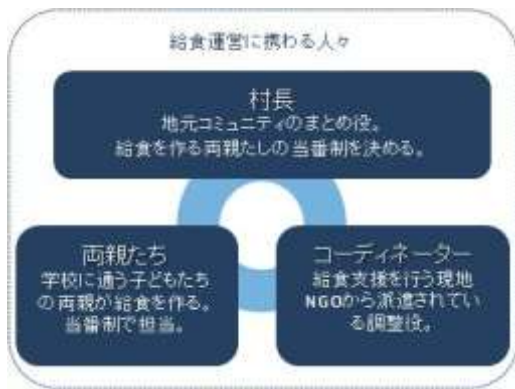 給食運営に携わる人々
村長
地元コミュニティのまとめ役。
給食を作る両親たしの当番制を決める。
両親たち
学校に通う子どもたち
の両親が給食を作る。
当番制で担当。
コーディネーター
給食支援を行う現地
NGOから派遣されてい
る調整役。